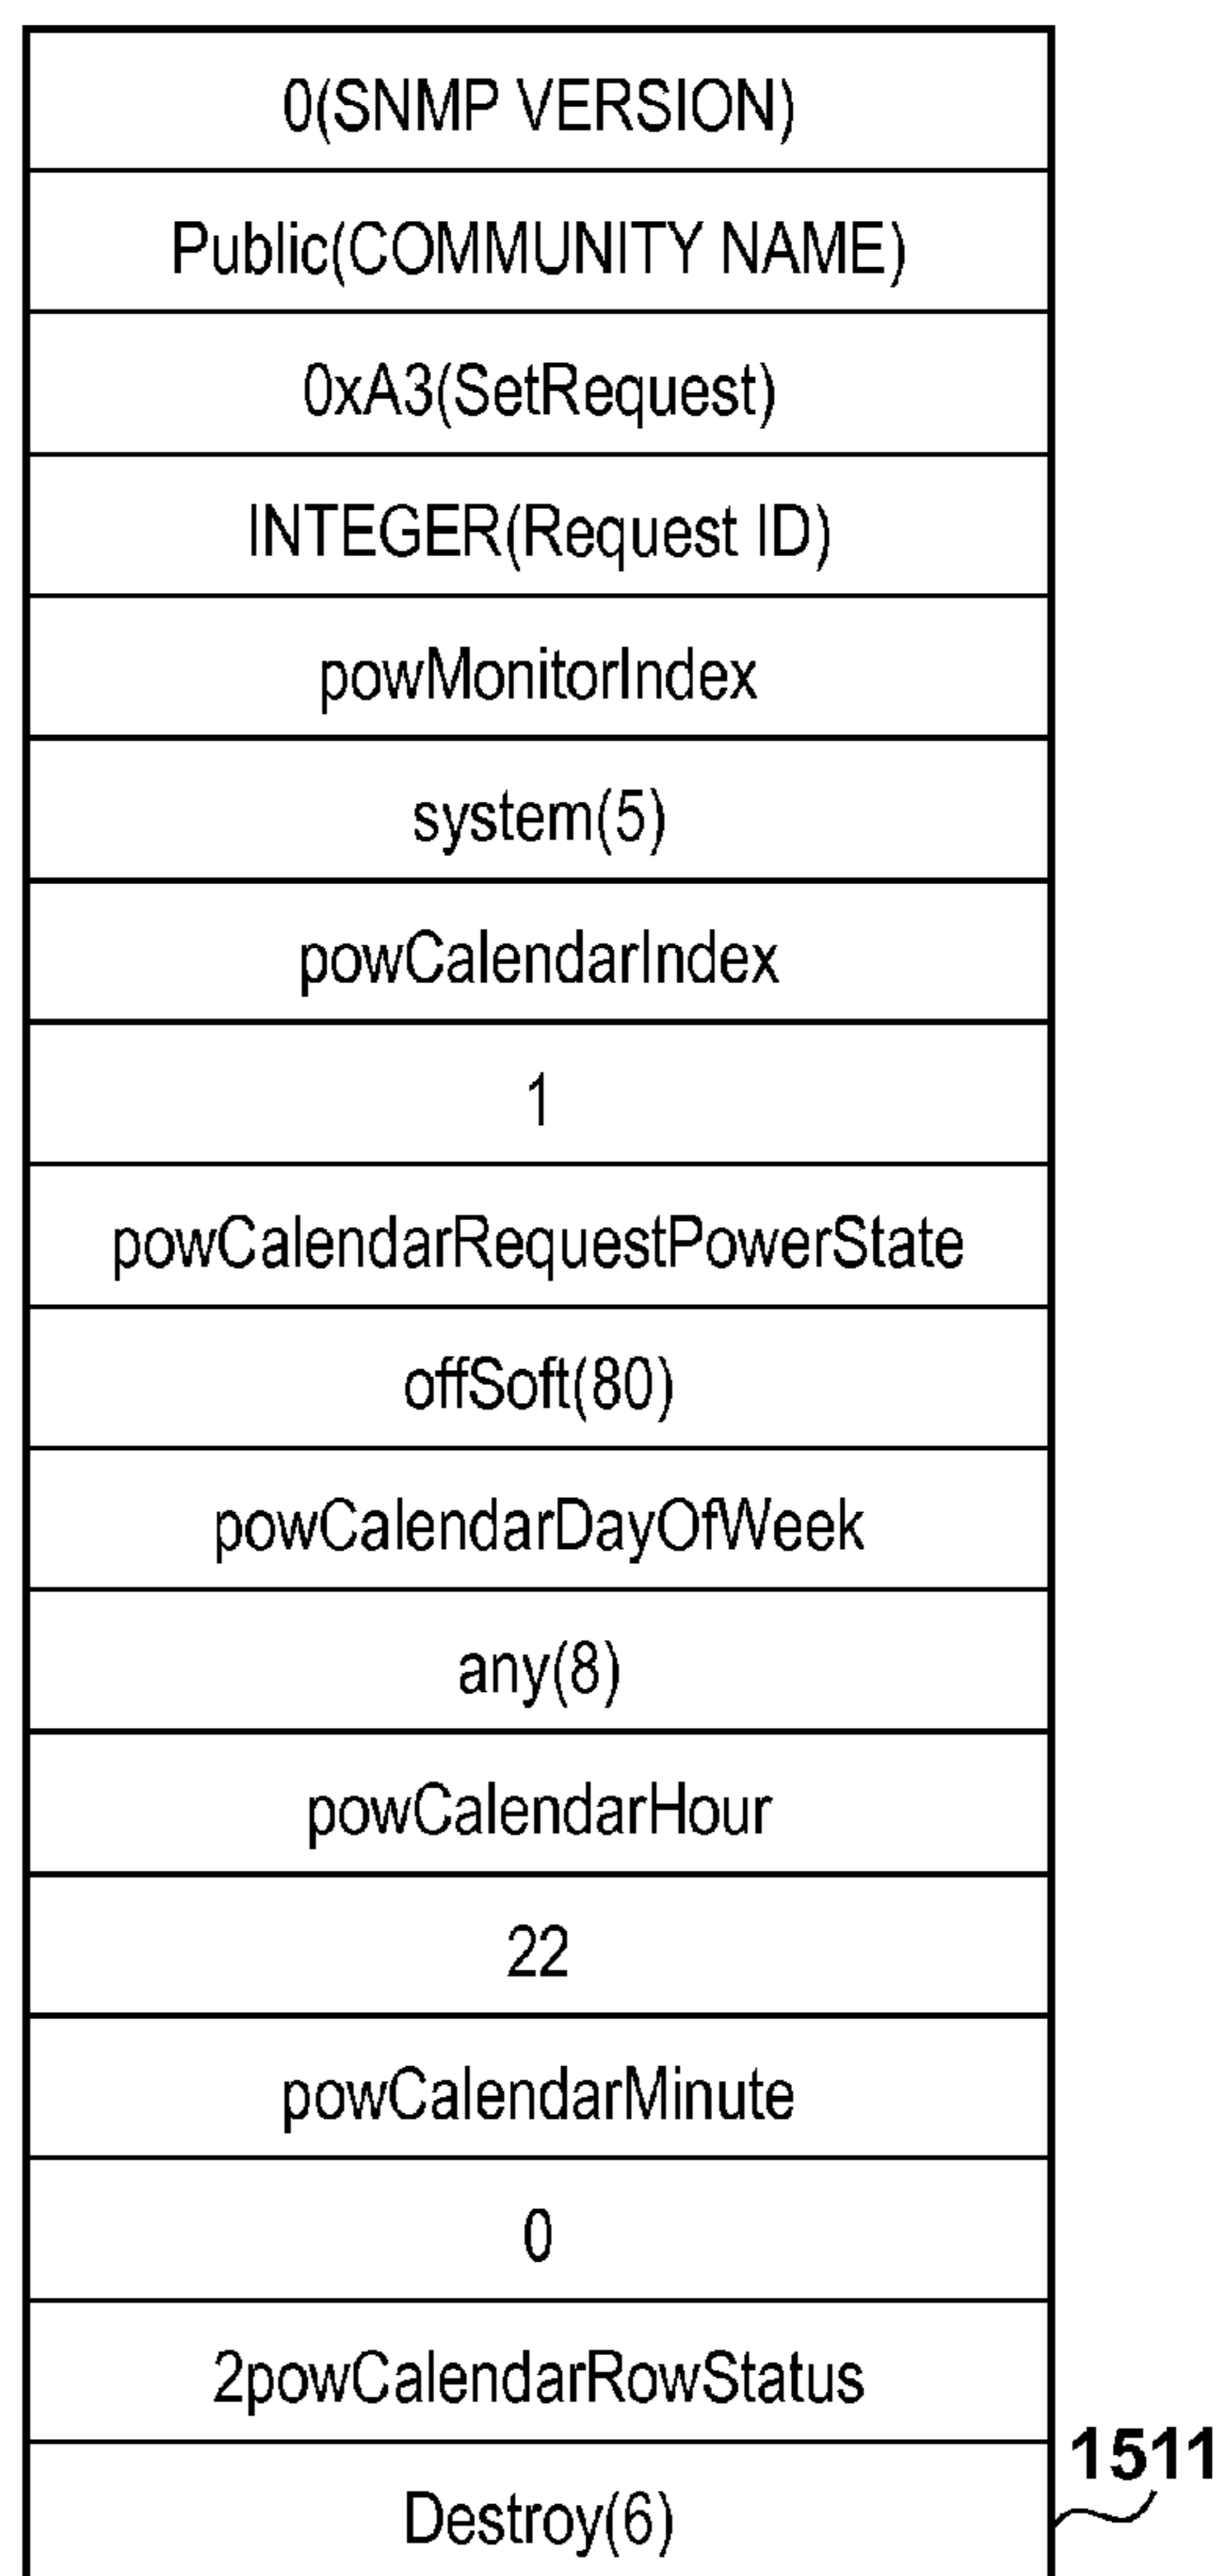 0(SNMP VERSION)
Public(COMMUNITY NAME)
0xA3(SetRequest)
INTEGER(Request ID)
powMonitorIndex
system(5)
powCalendarIndex
1
powCalendarRequestPowerState
offSoft(80)
powCalendarDayOfWeek
any(8)
powCalendarHour
22
powCalendarMinute
0
2powCalendarRowStatus
1511
Destroy(6)